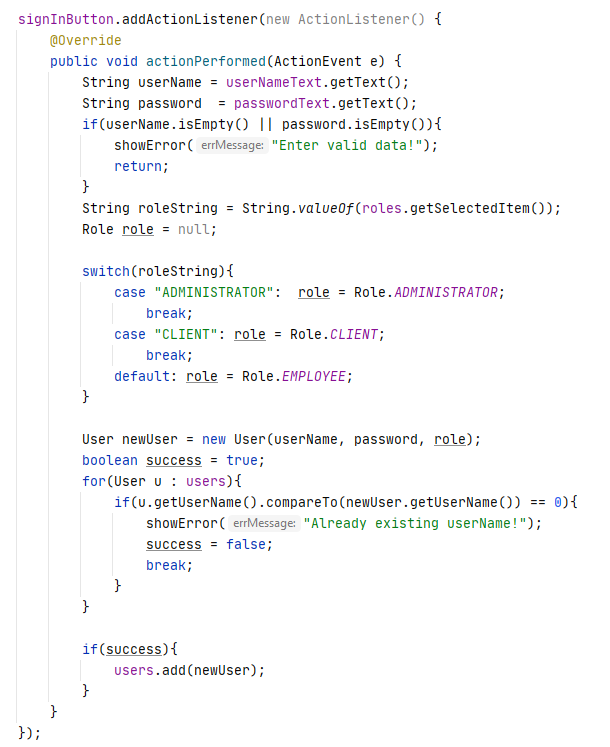 signInButton.addActionListener(new ActionListener() {
    @Override
    public void actionPerformed(ActionEvent e) {
        String userName = userNameText.getText();
        String password  = passwordText.getText();
        if(userName.isEmpty() || password.isEmpty()){
            showError( errMessage: "Enter valid data!");
            return;
        }
        String roleString = String.valueOf(roles.getSelectedItem());
        Role role = null;

        switch(roleString){
            case "ADMINISTRATOR":  role = Role.ADMINISTRATOR;
                break;
            case "CLIENT": role = Role.CLIENT;
                break;
            default: role = Role.EMPLOYEE;
        }

        User newUser = new User(userName, password, role);
        boolean success = true;
        for(User u : users){
            if(u.getUserName().compareTo(newUser.getUserName()) == 0){
                showError( errMessage: "Already existing userName!");
                success = false;
                break;
            }
        }

        if(success){
            users.add(newUser);
        }
    }
});